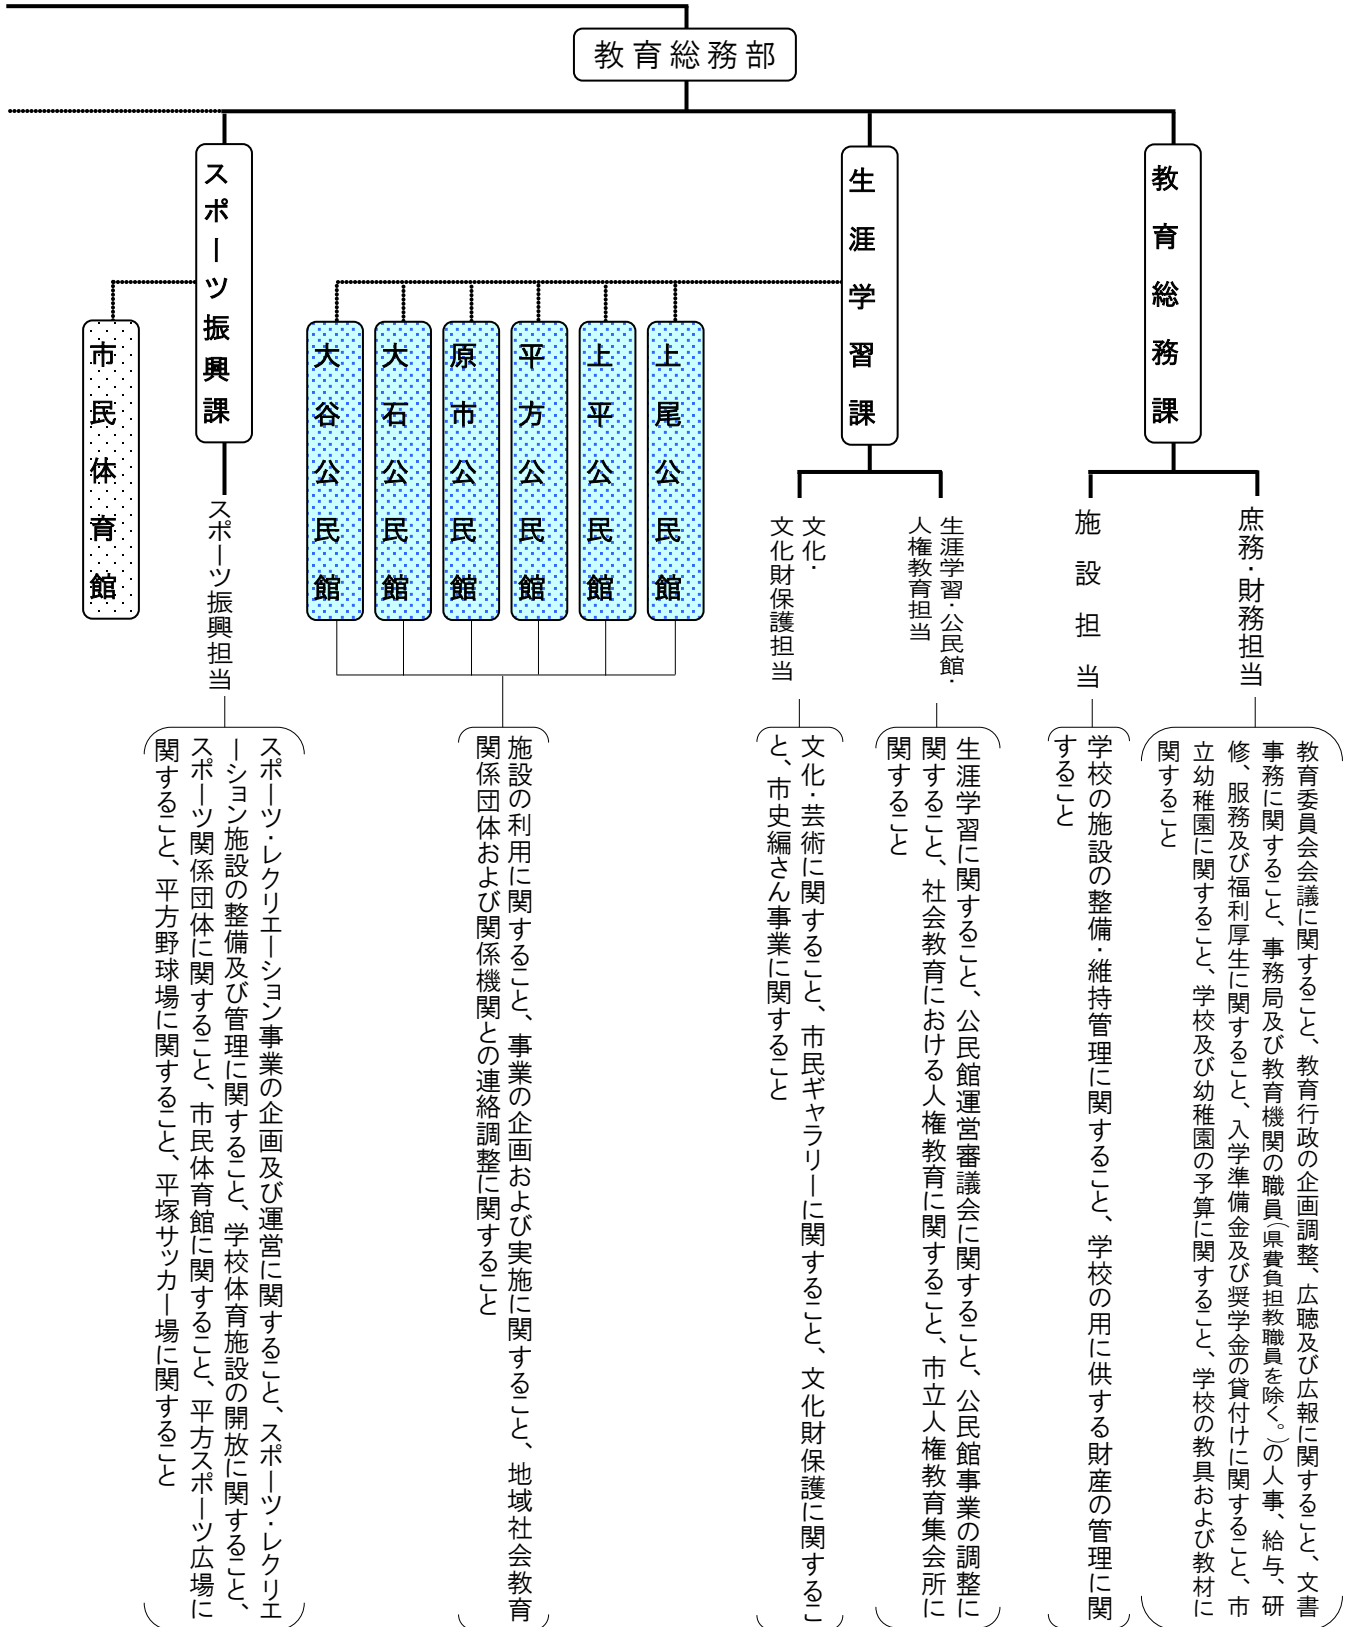 教育総務部
教育総務課
生涯学習課
スポーツ振興課
上尾公民館
上平公民館
平方公民館
原市公民館
大石公民館
大谷公民館
市民体育館
庶務・財務担当
施設担当
生涯学習・公民館・
人権教育担当
文化・
文化財保護担当
スポーツ振興担当
教育委員会会議に関すること、教育行政の企画調整、広聴及び広報に関すること、文書
事務に関すること、事務局及び教育機関の職員(県費負担教職員を除く。)の人事、給与、研
修、服務及び福利厚生に関すること、入学準備金及び奨学金の貸付けに関すること、市
立幼稚園に関すること、学校及び幼稚園の予算に関すること、学校の教具および教材に
関すること
学校の施設の整備・維持管理に関すること、学校の用に供する財産の管理に関
すること
生涯学習に関すること、公民館運営審議会に関すること、公民館事業の調整に
関すること、社会教育における人権教育に関すること、市立人権教育集会所に
関すること
文化・芸術に関すること、市民ギャラリーに関すること、文化財保護に関するこ
と、市史編さん事業に関すること
施設の利用に関すること、事業の企画および実施に関すること、地域社会教育
関係団体および関係機関との連絡調整に関すること
スポーツ・レクリエーション事業の企画及び運営に関すること、スポーツ・レクリエ
ーション施設の整備及び管理に関すること、学校体育施設の開放に関すること、
スポーツ関係団体に関すること、市民体育館に関すること、平方スポーツ広場に
関すること、平方野球場に関すること、平塚サッカー場に関すること